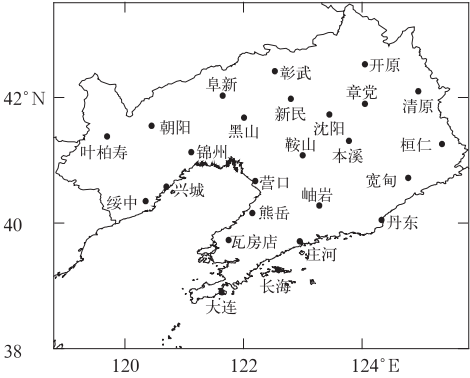 开原
彰武
阜新
章党
42°N
新民
清原
朝阳
黑山
沈阳
叶柏寿
锦州
鞍山
本溪
桓仁
兴城
营口
宽甸
绥中
岫岩
熊岳
40
丹东
瓦房店
庄河
长海
大连
38
120 122 124°E